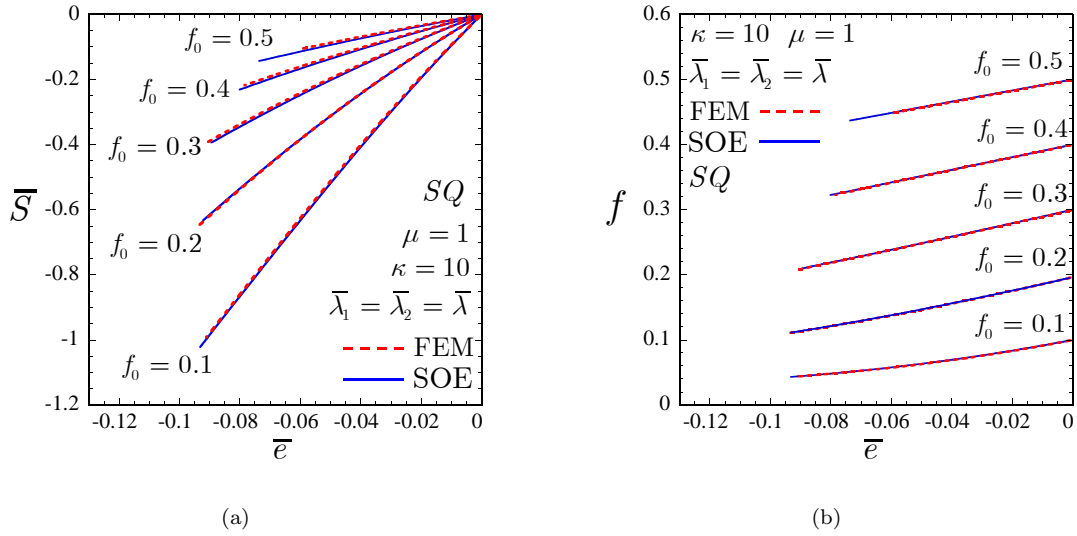 0
-0.2
-0.4
-0.6
-0.8
-1
-1.2
S̅
f₀ = 0.5
f₀ = 0.4
f₀ = 0.3
f₀ = 0.2
f₀ = 0.1
SQ
μ = 1
κ = 10
λ̅₁ = λ̅₂ = λ̅
FEM
SOE
-0.12 -0.1 -0.08 -0.06 -0.04 -0.02 0
e̅
(a)
0.6
0.5
0.4
0.3
0.2
0.1
0
f
κ = 10 μ = 1
λ̅₁ = λ̅₂ = λ̅
FEM
SOE
SQ
f₀ = 0.5
f₀ = 0.4
f₀ = 0.3
f₀ = 0.2
f₀ = 0.1
-0.12 -0.1 -0.08 -0.06 -0.04 -0.02 0
e̅
(b)